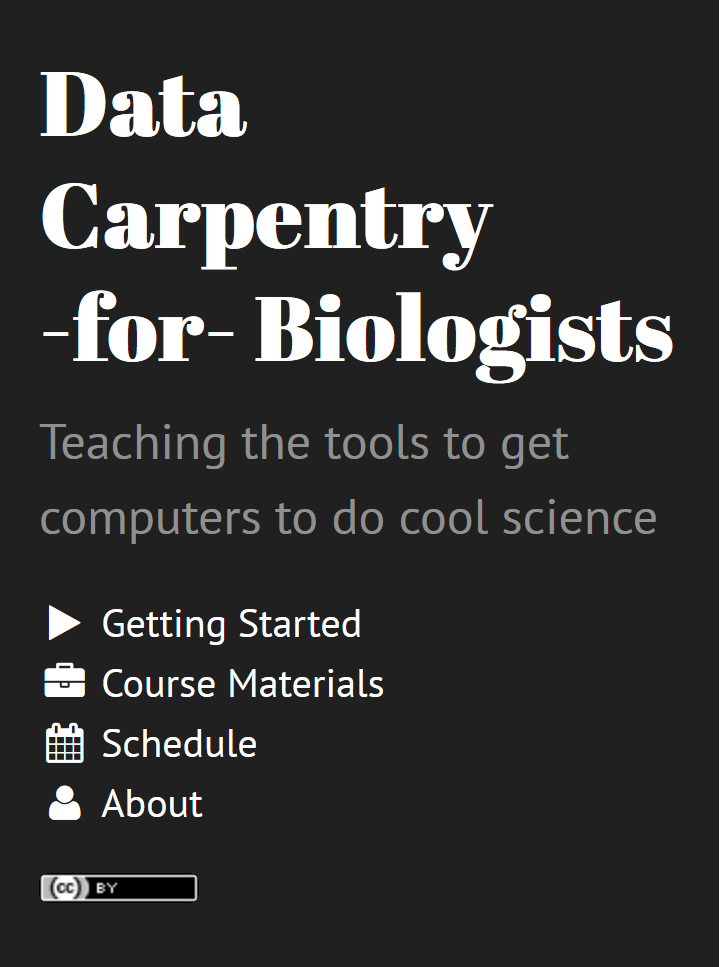 Data
Carpentry
-for- Biologists
Teaching the tools to get
computers to do cool science
Getting Started
Course Materials
Schedule
About
cc BY